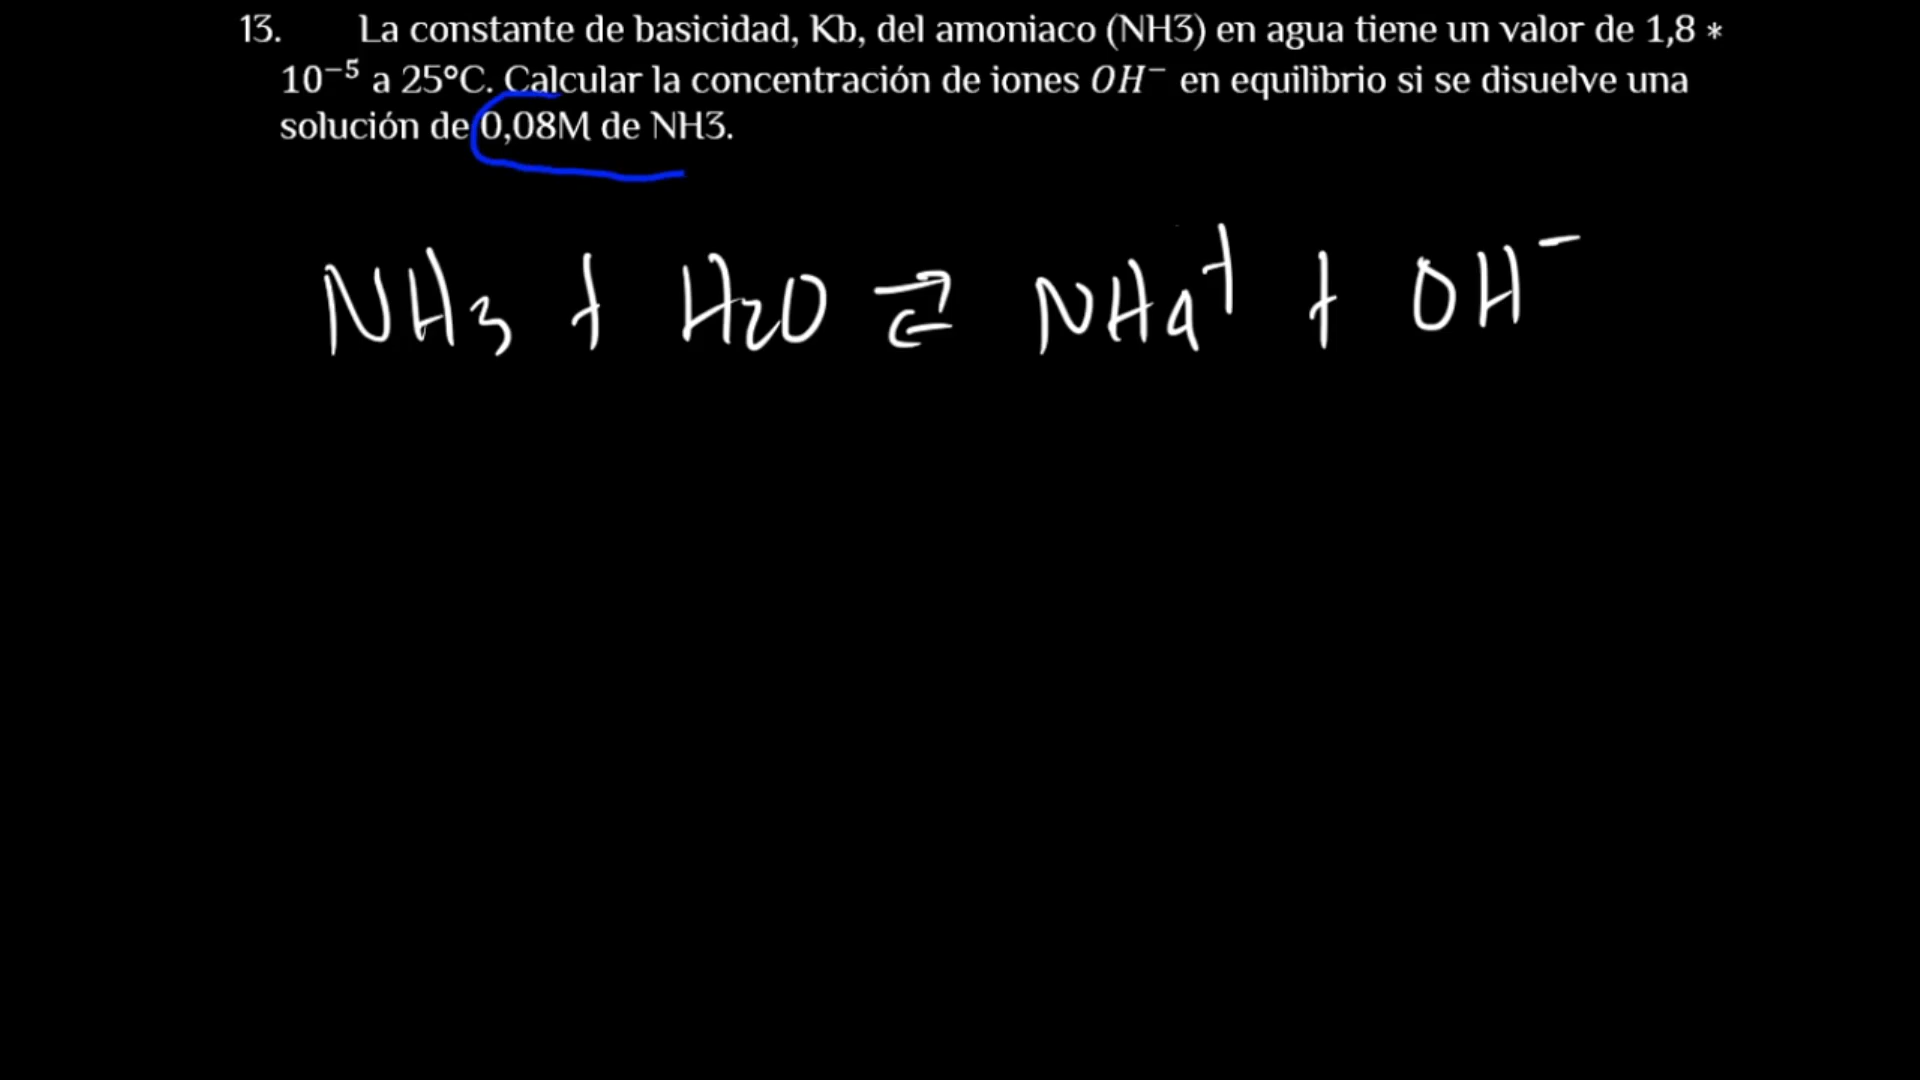 13. La constante de basicidad, Kb, del amoniaco (NH3) en agua tiene un valor de 1,8 *
10⁻⁵ a 25°C. Calcular la concentración de iones OH⁻ en equilibrio si se disuelve una
solución de 0,08M de NH3.
NH3 + H2O ⇄ NH4⁺ + OH⁻